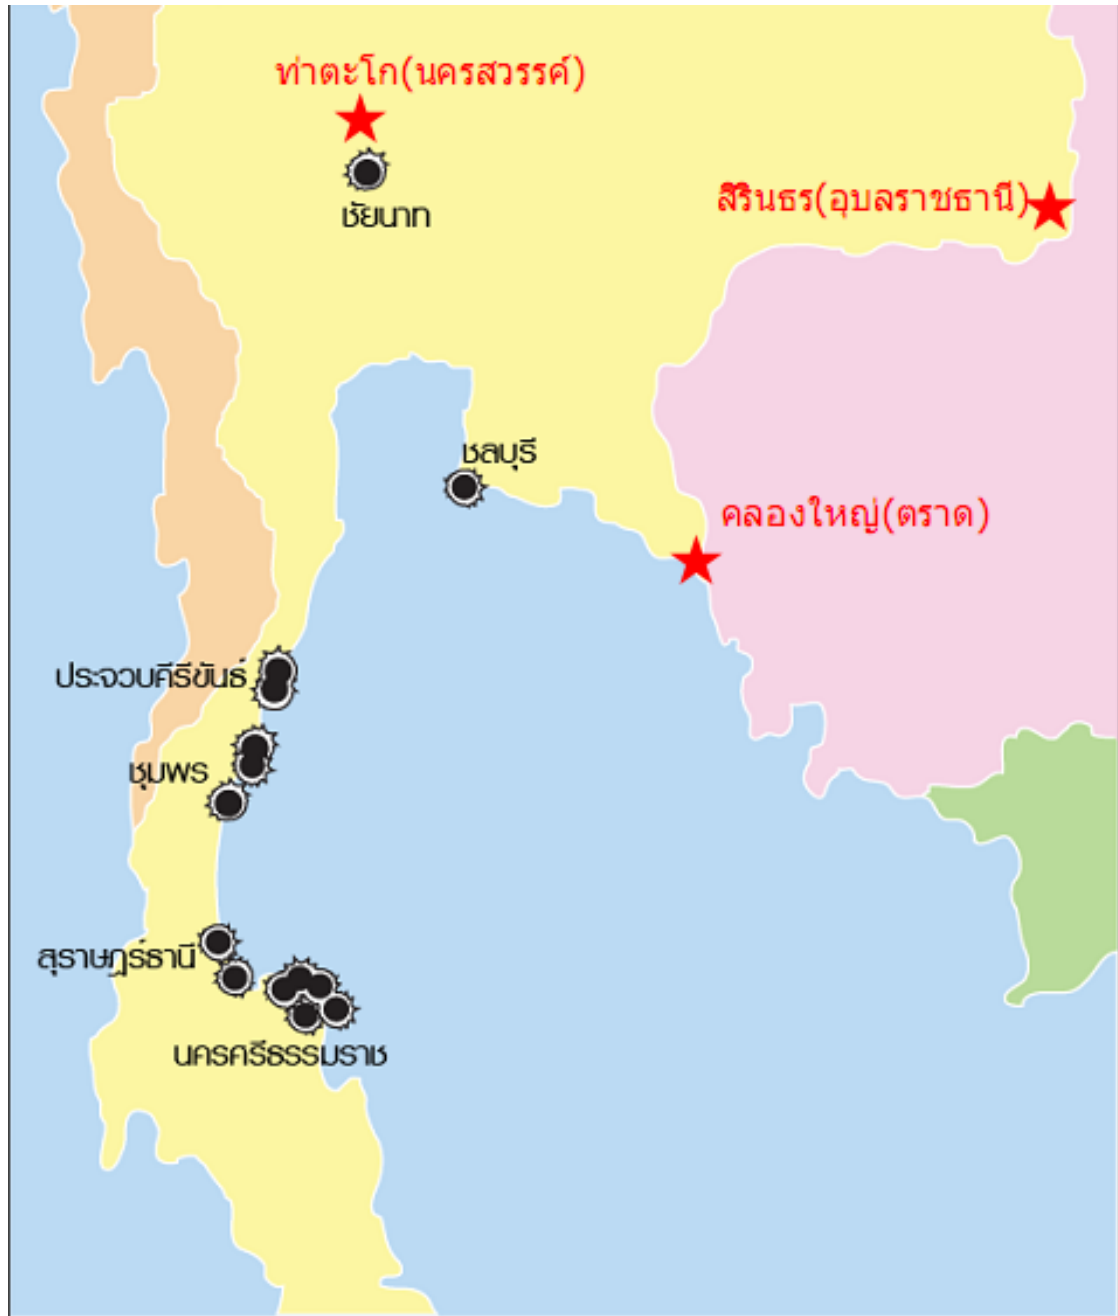 ท่าตะโก(นครสวรรค์)
สิรินธร(อุบลราชธานี)
ชัยนาท
ชลบุรี
คลองใหญ่(ตราด)
ประจวบคีรีขันธ์
ชุมพร
สุราษฎร์ธานี
นครศรีธรรมราช